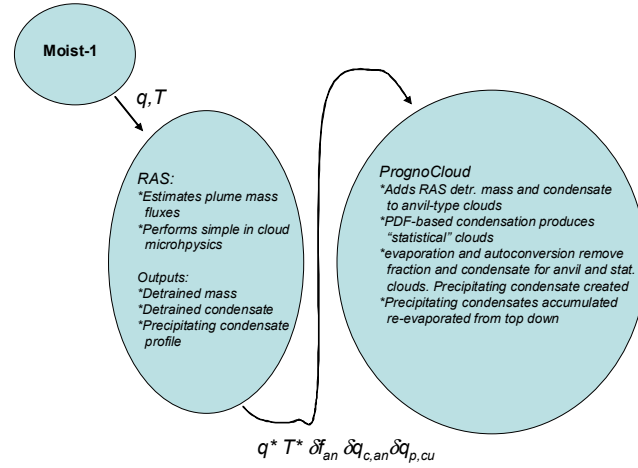 Moist-1
q,T
RAS:
*Estimates plume mass
fluxes
*Performs simple in cloud
microhpysics
Outputs:
*Detrained mass
*Detrained condensate
*Precipitating condensate
profile
PrognoCloud
*Adds RAS detr. mass and condensate
to anvil-type clouds
*PDF-based condensation produces
“statistical” clouds
*evaporation and autoconversion remove
fraction and condensate for anvil and stat.
clouds. Precipitating condensate created
*Precipitating condensates accumulated
re-evaporated from top down
q* T* δf_an δq_c,an δq_p,cu